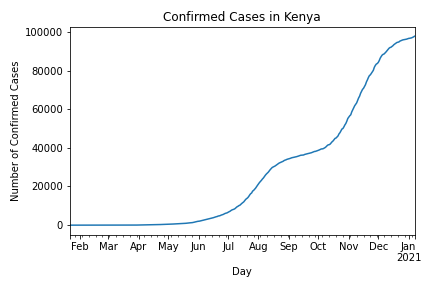 Confirmed Cases in Kenya
100000
80000
60000
40000
20000
0
Number of Confirmed Cases
Feb Mar Apr May Jun Jul Aug Sep Oct Nov Dec Jan
2021
Day